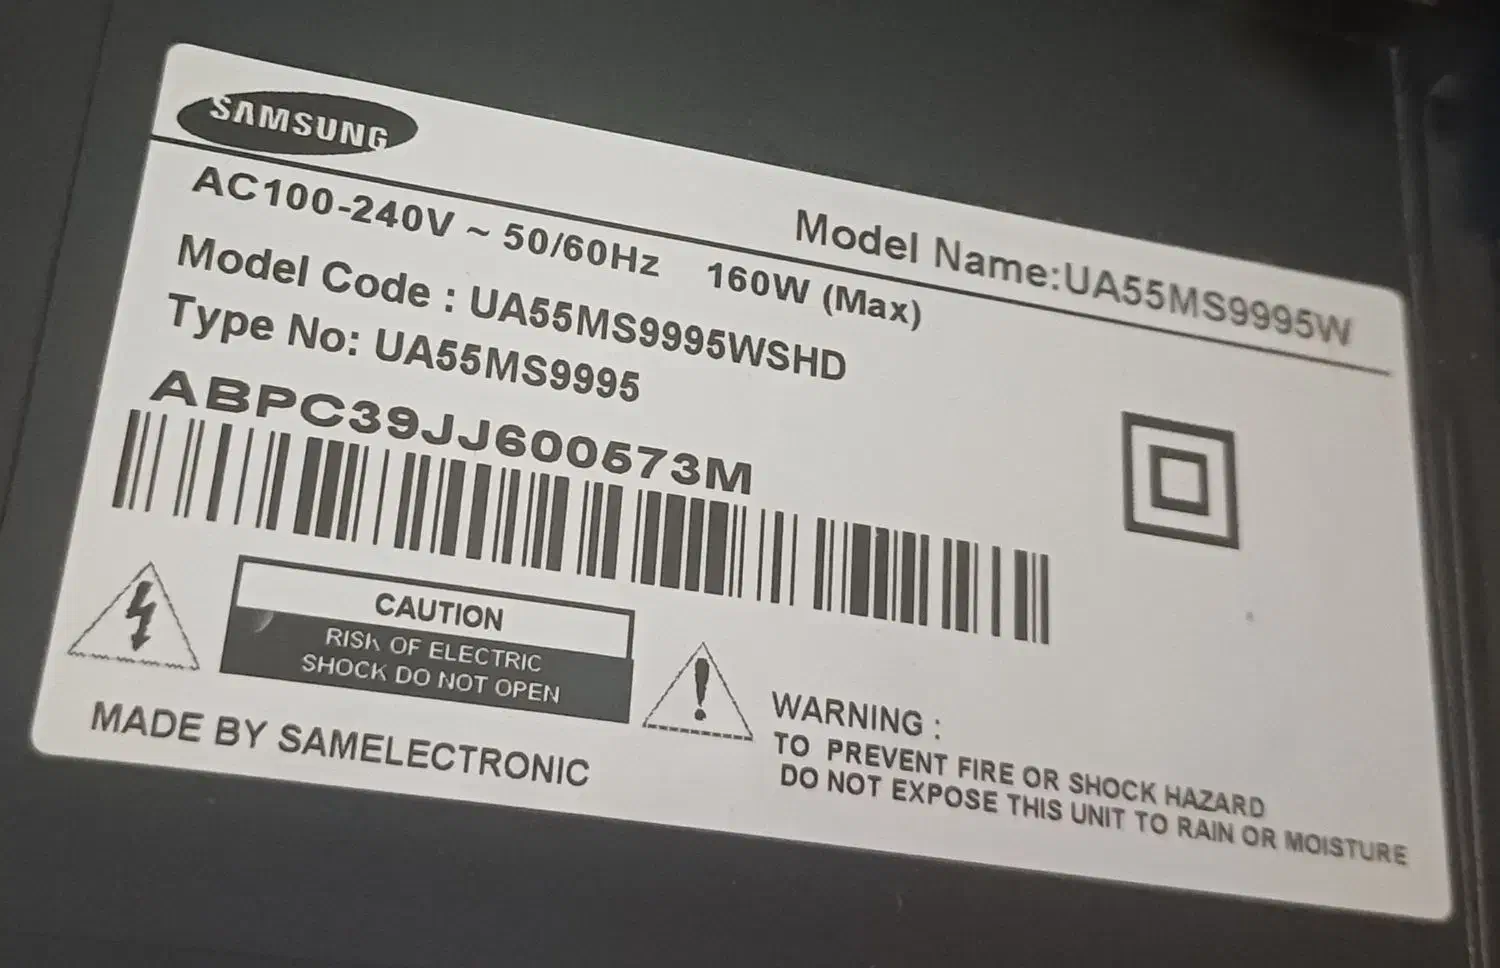 SAMSUNG
Model Name:UA55MS9995W
AC100-240V ~ 50/60Hz 160W (Max)
Model Code : UA55MS9995WSHD
Type No: UA55MS9995
ABPC39JJ600573M
CAUTION
RISK OF ELECTRIC
SHOCK DO NOT OPEN
MADE BY SAMELECTRONIC
WARNING :
TO PREVENT FIRE OR SHOCK HAZARD
DO NOT EXPOSE THIS UNIT TO RAIN OR MOISTURE